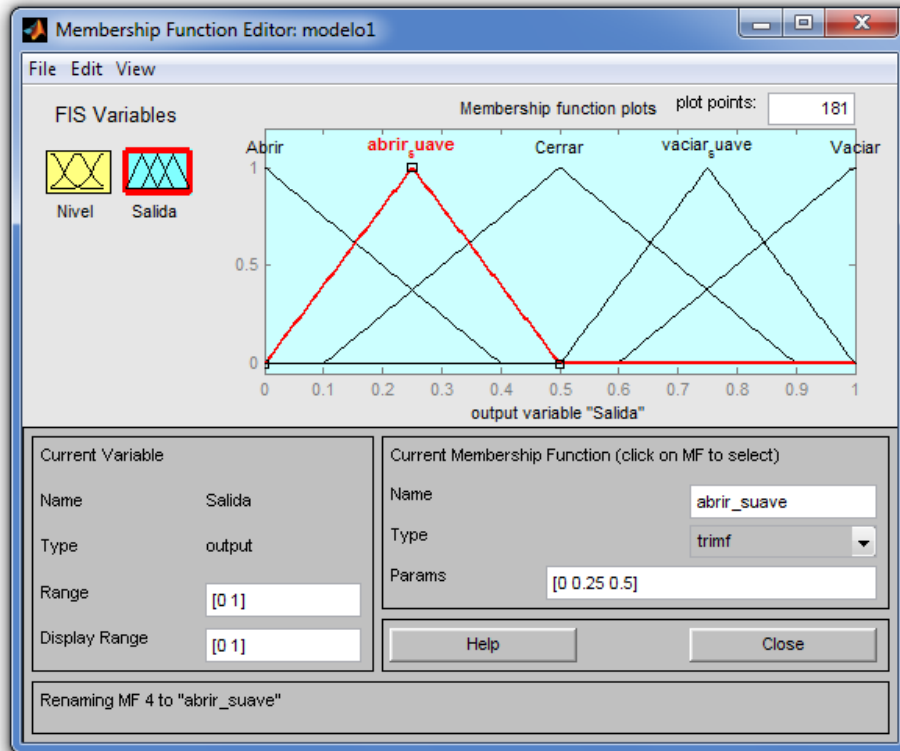 Membership Function Editor: modelo1
File Edit View
FIS Variables
Membership function plots plot points: 181
Abrir abrir_suave Cerrar vaciar_suave Vaciar
1
0.5
0
Nivel Salida
0 0.1 0.2 0.3 0.4 0.5 0.6 0.7 0.8 0.9 1
output variable "Salida"
Current Variable
Name Salida
Type output
Range [0 1]
Display Range [0 1]
Current Membership Function (click on MF to select)
Name abrir_suave
Type trimf
Params [0 0.25 0.5]
Help Close
Renaming MF 4 to "abrir_suave"